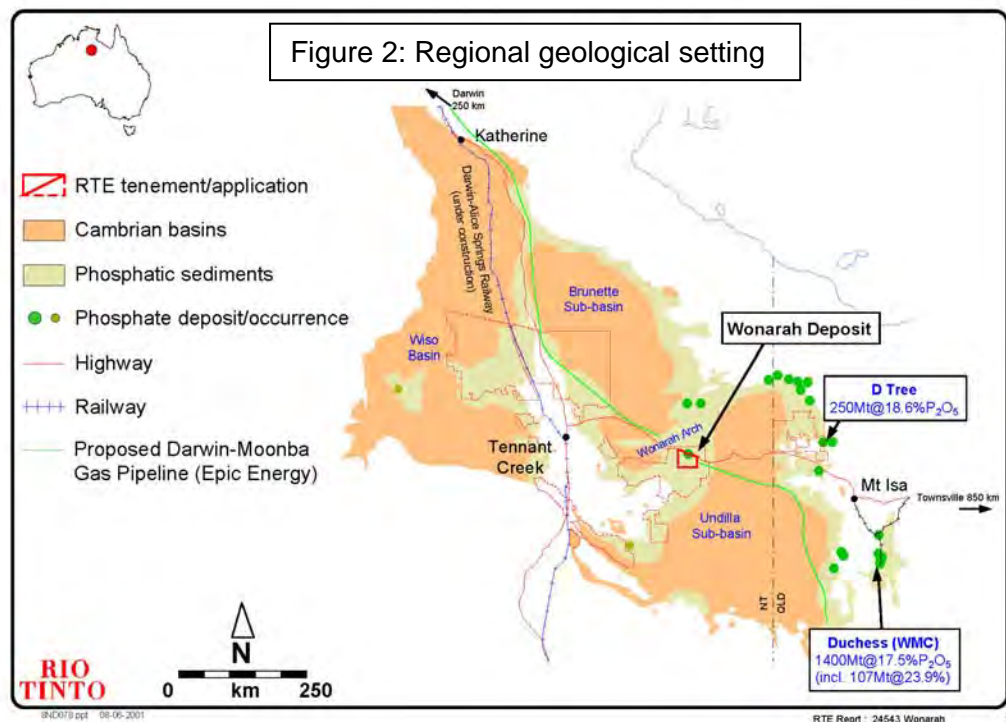 Figure 2: Regional geological setting
Darwin
250 km
Katherine
Darwin-Alice Springs Railway
(under construction)
RTE tenement/application
Cambrian basins
Phosphatic sediments
Phosphate deposit/occurrence
Highway
Railway
Proposed Darwin-Moonba
Gas Pipeline (Epic Energy)
Brunette
Sub-basin
Wiso
Basin
Wonarah Deposit
D Tree
250Mt@18.6%P₂O₅
Wonarah Arch
Tennant
Creek
Mt Isa
Townsville 850 km
Undilla
Sub-basin
NT
QLD
Duchess (WMC)
1400Mt@17.5%P₂O₅
(incl. 107Mt@23.9%)
N
0 km 250
RIO
TINTO
08-06-2001
RTE Reort : 24543 Wonarah